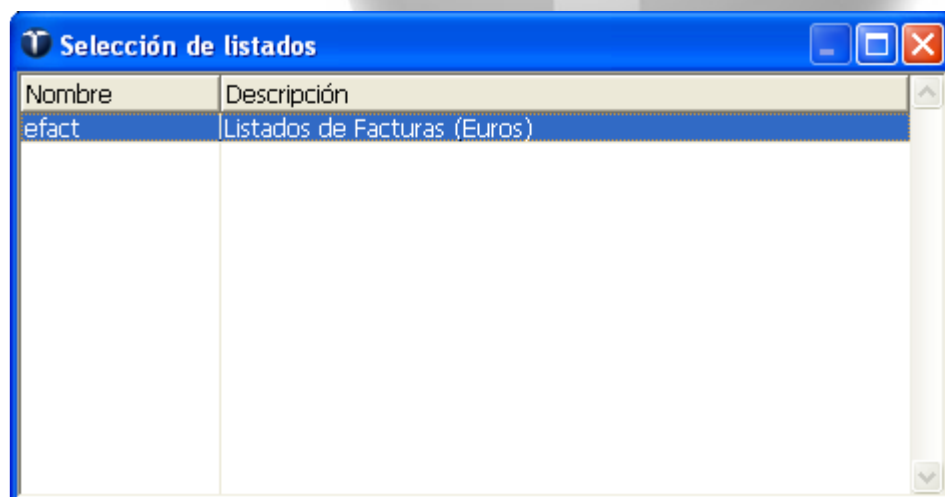 Selección de listados
Nombre Descripción
efact Listados de Facturas (Euros)